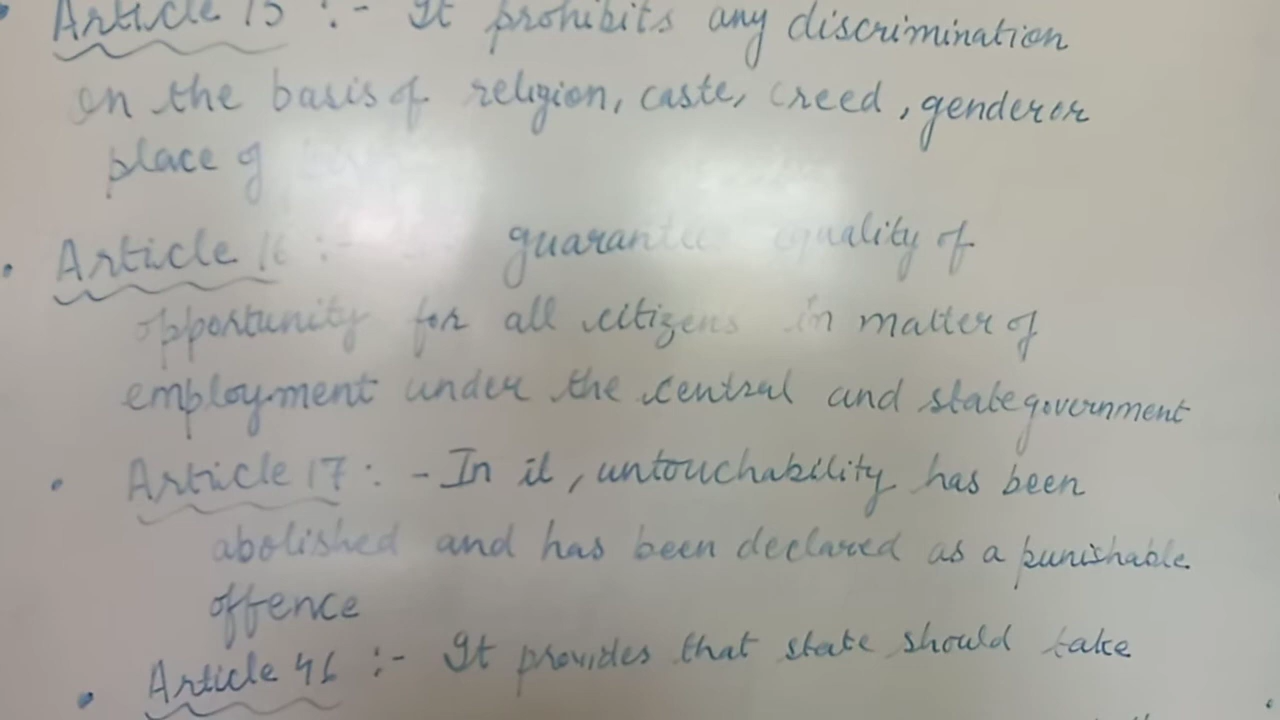 • Article 15 :- It prohibits any discrimination
on the basis of religion, caste, creed, gender or
place of
• Article 16 :- guarantee equality of
opportunity for all citizens in matter of
employment under the central and state government
• Article 17 : - In it, untouchability has been
abolished and has been declared as a punishable
offence
• Article 46 :- It provides that state should take